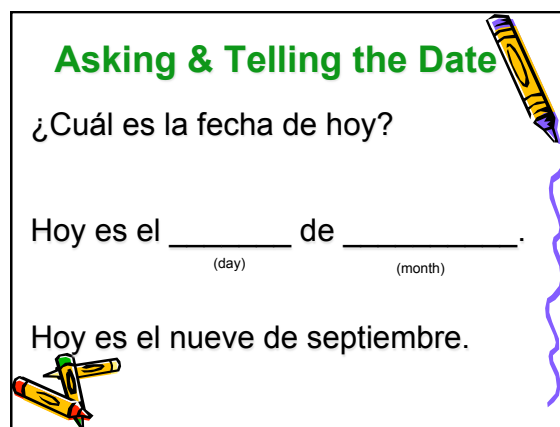 Asking & Telling the Date
¿Cuál es la fecha de hoy?
Hoy es el _______ de __________.
(day) (month)
Hoy es el nueve de septiembre.